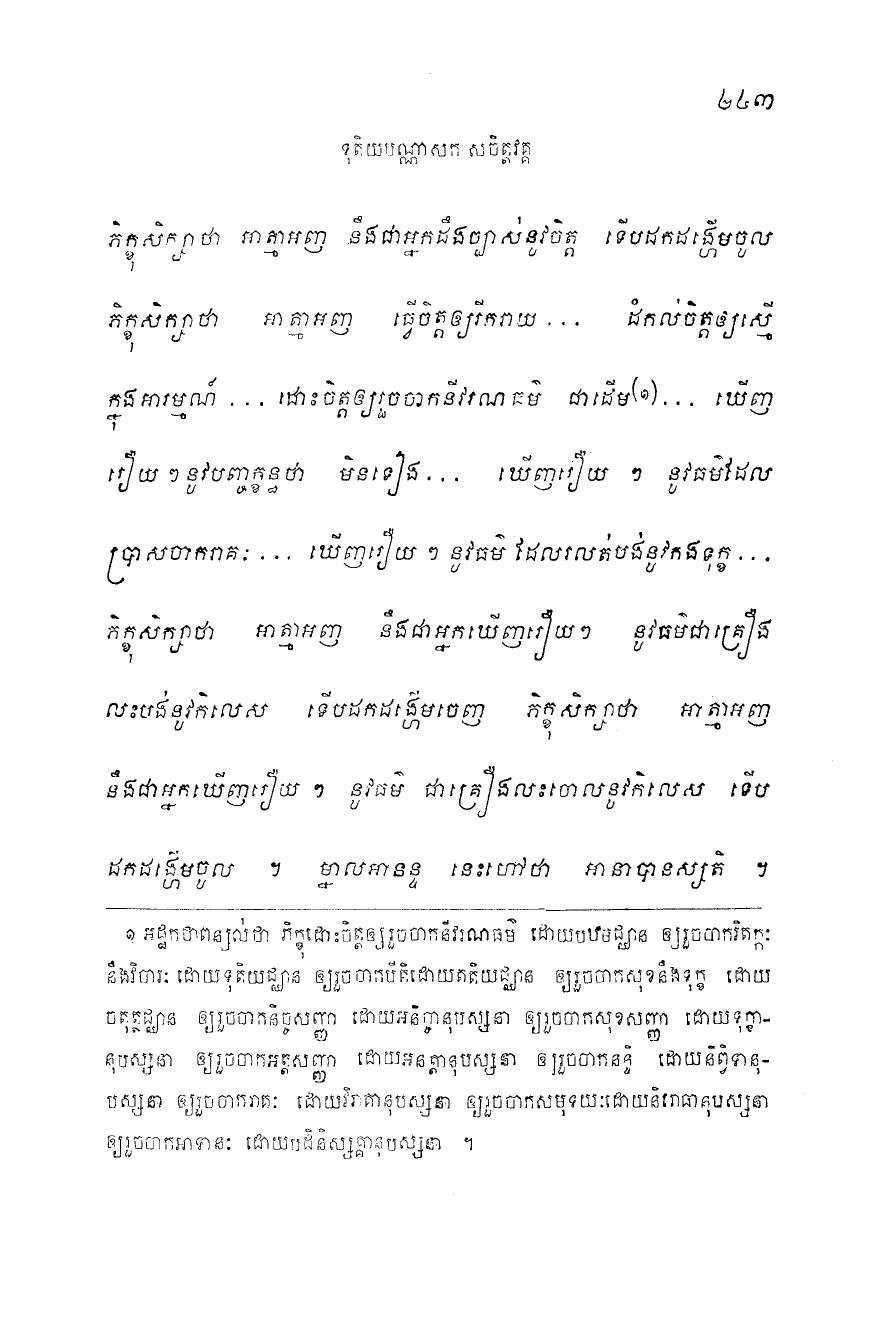 ២៤៣
ទុតិយបណ្ណាសក សចិត្តវគ្គ
ភិក្ខុសិក្សាថា អាត្មាអញ នឹងជាអ្នកដឹងច្បាស់នូវចិត្ត ទើបដកដង្ហើមចូល
ភិក្ខុសិក្សាថា អាត្មាអញ ធ្វើចិត្តឲ្យរីករាយ... ដំកល់ចិត្តឲ្យស្មើ
ក្នុងអារម្មណ៍ ... ដោះចិត្តឲ្យរួចចាកនីវរណធម៌ ជាដើម(១)... ឃើញ
រឿយ ៗ នូវបញ្ចក្ខន្ធថា មិនទៀង... ឃើញរឿយ ៗ នូវធម៌ដែល
ប្រាសចាករាគៈ ... ឃើញរឿយ ៗ នូវធម៌ ដែលរលត់បង់នូវកងទុក្ខ...
ភិក្ខុសិក្សាថា អាត្មាអញ នឹងជាអ្នកឃើញរឿយៗ នូវធម៌ជាគ្រឿង
លះបង់នូវកិលេស ទើបដកដង្ហើមចេញ ភិក្ខុសិក្សាថា អាត្មាអញ
នឹងជាអ្នកឃើញរឿយ ៗ នូវធម៌ ជាគ្រឿងលះចោលនូវកិលេស ទើប
ដកដង្ហើមចូល ។ ម្នាលអានន្ទ នេះហៅថា អានាបានស្សតិ ។
១ អដ្ឋកថាពន្យល់ថា ភិក្ខុដោះចិត្តឲ្យរួចចាកនីវរណធម៌ ដោយបឋមជ្ឈាន ឲ្យរួចចាកវិតក្កៈ
នឹងវិចារៈ ដោយទុតិយជ្ឈាន ឲ្យរួចចាកបីតិដោយតតិយជ្ឈាន ឲ្យរួចចាកសុខនឹងទុក្ខ ដោយ
ចតុត្ថជ្ឈាន ឲ្យរួចចាកនិច្ចសញ្ញា ដោយអនិច្ចានុបស្សនា ឲ្យរួចចាកសុខសញ្ញា ដោយទុក្ខា-
នុបស្សនា ឲ្យរួចចាកអត្តសញ្ញា ដោយអនត្តានុបស្សនា ឲ្យរួចចាកនន្ទិ ដោយនិព្វិទានុ-
បស្សនា ឲ្យរួចចាករាគៈ ដោយវិរាគានុបស្សនា ឲ្យរួចចាកសមុទយៈដោយនិរោធានុបស្សនា
ឲ្យរួចចាកអាទានៈ ដោយបដិនិស្សគ្គានុបស្សនា ។